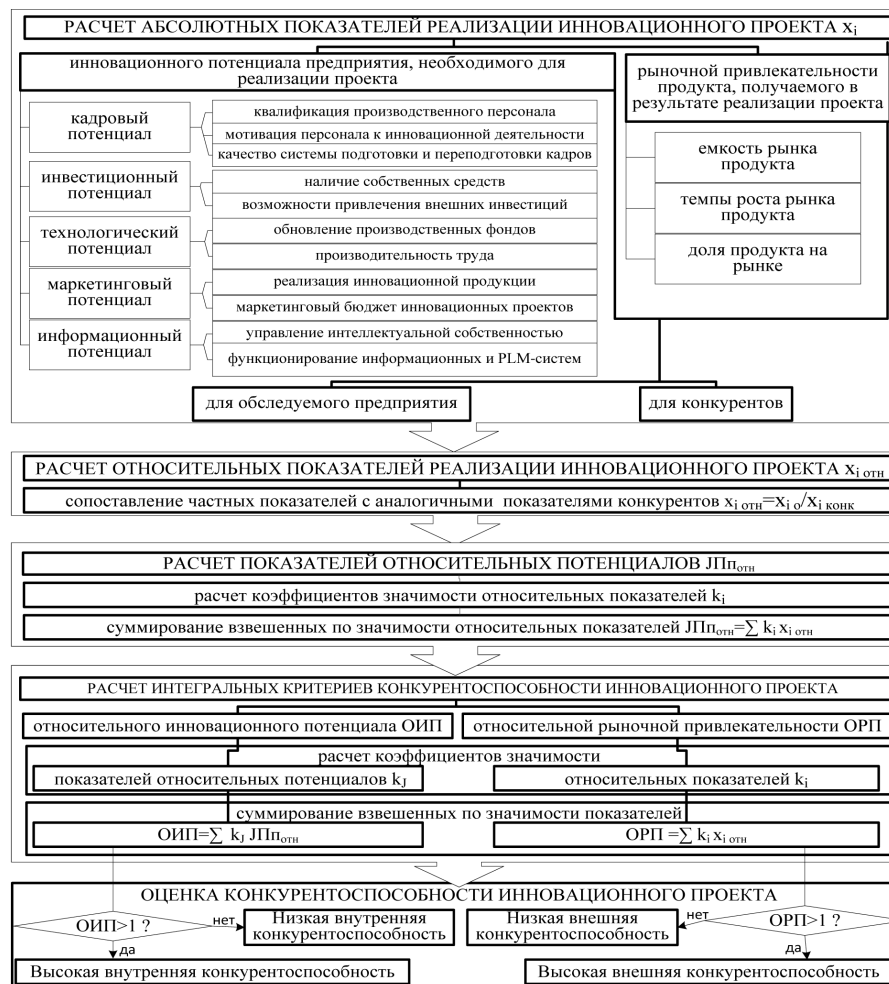 РАСЧЕТ АБСОЛЮТНЫХ ПОКАЗАТЕЛЕЙ РЕАЛИЗАЦИИ ИННОВАЦИОННОГО ПРОЕКТА xi
инновационного потенциала предприятия, необходимого для
реализации проекта
кадровый
потенциал
квалификация производственного персонала
мотивация персонала к инновационной деятельности
качество системы подготовки и переподготовки кадров
инвестиционный
потенциал
наличие собственных средств
возможности привлечения внешних инвестиций
технологический
потенциал
обновление производственных фондов
производительность труда
маркетинговый
потенциал
реализация инновационной продукции
маркетинговый бюджет инновационных проектов
информационный
потенциал
управление интеллектуальной собственностью
функционирование информационных и PLM-систем
рыночной привлекательности
продукта, получаемого в
результате реализации проекта
емкость рынка
продукта
темпы роста рынка
продукта
доля продукта на
рынке
для обследуемого предприятия
для конкурентов
РАСЧЕТ ОТНОСИТЕЛЬНЫХ ПОКАЗАТЕЛЕЙ РЕАЛИЗАЦИИ ИННОВАЦИОННОГО ПРОЕКТА xi отн
сопоставление частных показателей с аналогичными показателями конкурентов xi отн=xi о/xi конк
РАСЧЕТ ПОКАЗАТЕЛЕЙ ОТНОСИТЕЛЬНЫХ ПОТЕНЦИАЛОВ JПпотн
расчет коэффициентов значимости относительных показателей ki
суммирование взвешенных по значимости относительных показателей JПпотн=∑ ki xi отн
РАСЧЕТ ИНТЕГРАЛЬНЫХ КРИТЕРИЕВ КОНКУРЕНТОСПОСОБНОСТИ ИННОВАЦИОННОГО ПРОЕКТА
относительного инновационного потенциала ОИП
относительной рыночной привлекательности ОРП
расчет коэффициентов значимости
показателей относительных потенциалов kJ
относительных показателей ki
суммирование взвешенных по значимости показателей
ОИП=∑ kJ JПпотн
ОРП =∑ ki xi отн
ОЦЕНКА КОНКУРЕНТОСПОСОБНОСТИ ИННОВАЦИОННОГО ПРОЕКТА
ОИП>1 ?
нет
Низкая внутренняя
конкурентоспособность
Низкая внешняя
конкурентоспособность
нет
ОРП>1 ?
да
да
Высокая внутренняя конкурентоспособность
Высокая внешняя конкурентоспособность